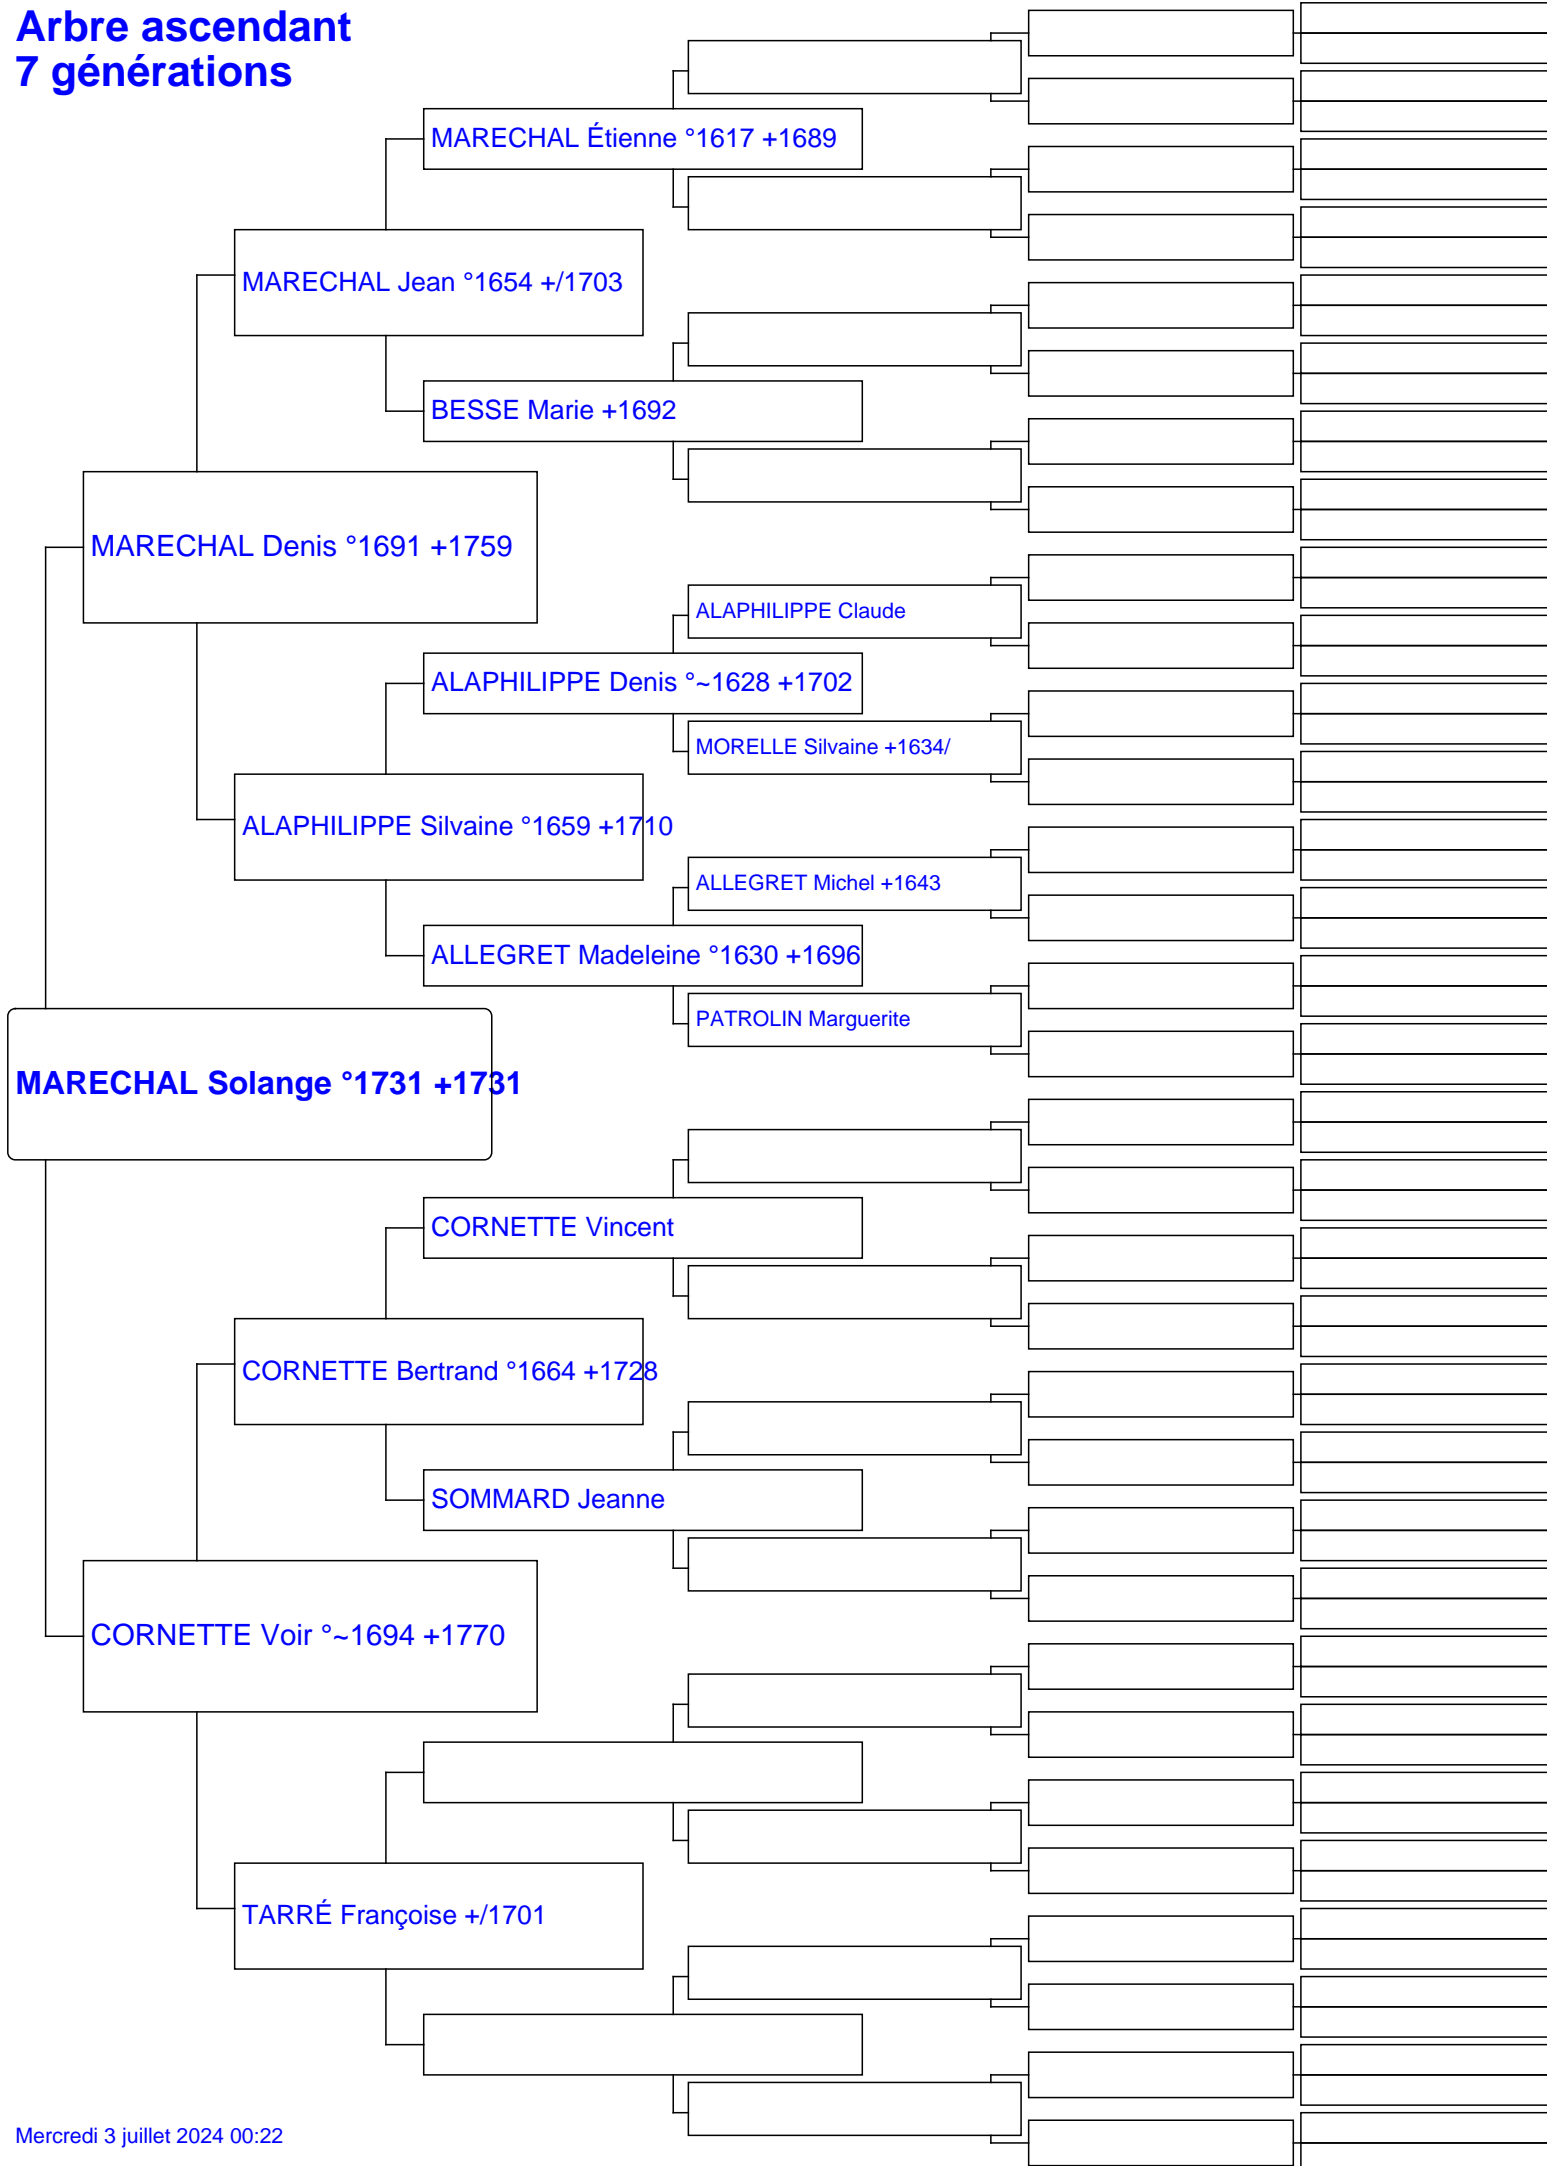 Arbre ascendant
7 générations
MARECHAL Étienne °1617 +1689
MARECHAL Jean °1654 +/1703
BESSE Marie +1692
MARECHAL Denis °1691 +1759
ALAPHILIPPE Claude
ALAPHILIPPE Denis °~1628 +1702
MORELLE Silvaine +1634/
ALAPHILIPPE Silvaine °1659 +1710
ALLEGRET Michel +1643
ALLEGRET Madeleine °1630 +1696
PATROLIN Marguerite
MARECHAL Solange °1731 +1731
CORNETTE Vincent
CORNETTE Bertrand °1664 +1728
SOMMARD Jeanne
CORNETTE Voir °~1694 +1770
TARRÉ Françoise +/1701
Mercredi 3 juillet 2024 00:22